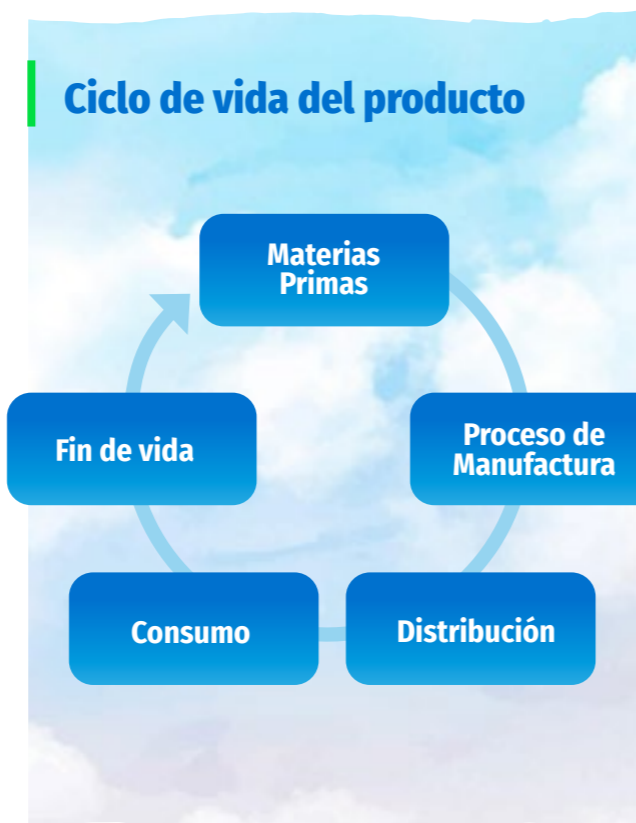 Ciclo de vida del producto
Materias
Primas
Proceso de
Manufactura
Distribución
Consumo
Fin de vida